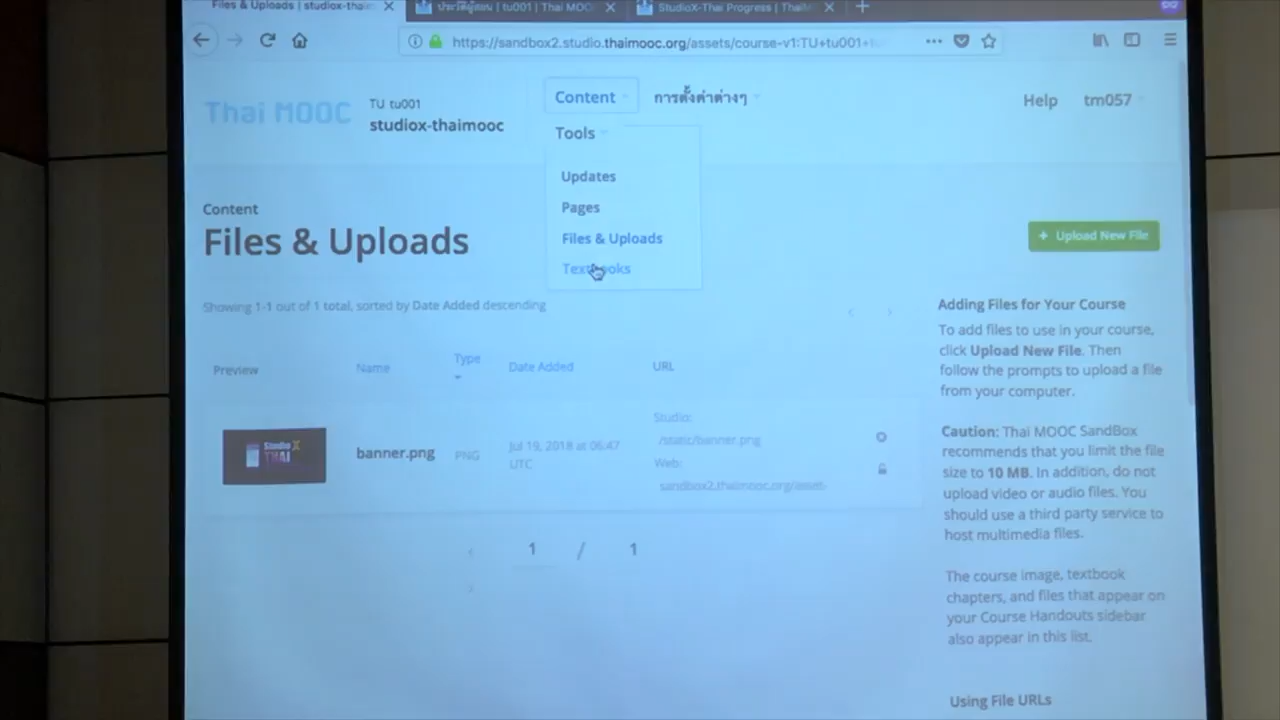 Files & Uploads | studiox-thai
ประวัติผู้สอน | tu001 | Thai MOO
StudioX-Thai Progress | ThaiM
https://sandbox2.studio.thaimooc.org/assets/course-v1:TU+tu001+
Thai MOOC
TU tu001
studiox-thaimooc
Content
การตั้งค่าต่างๆ
Help
tm057
Tools
Updates
Pages
Files & Uploads
Textbooks
Content
Files & Uploads
+ Upload New File
Showing 1-1 out of 1 total, sorted by Date Added descending
Preview
Name
Type
Date Added
URL
Studio X
THAI
banner.png
PNG
Jul 19, 2018 at 06:47
UTC
Studio:
/static/banner.png
Web:
sandbox2.thaimooc.org/asset-
1 / 1
Adding Files for Your Course
To add files to use in your course,
click Upload New File. Then
follow the prompts to upload a file
from your computer.
Caution: Thai MOOC SandBox
recommends that you limit the file
size to 10 MB. In addition, do not
upload video or audio files. You
should use a third party service to
host multimedia files.
The course image, textbook
chapters, and files that appear on
your Course Handouts sidebar
also appear in this list.
Using File URLs